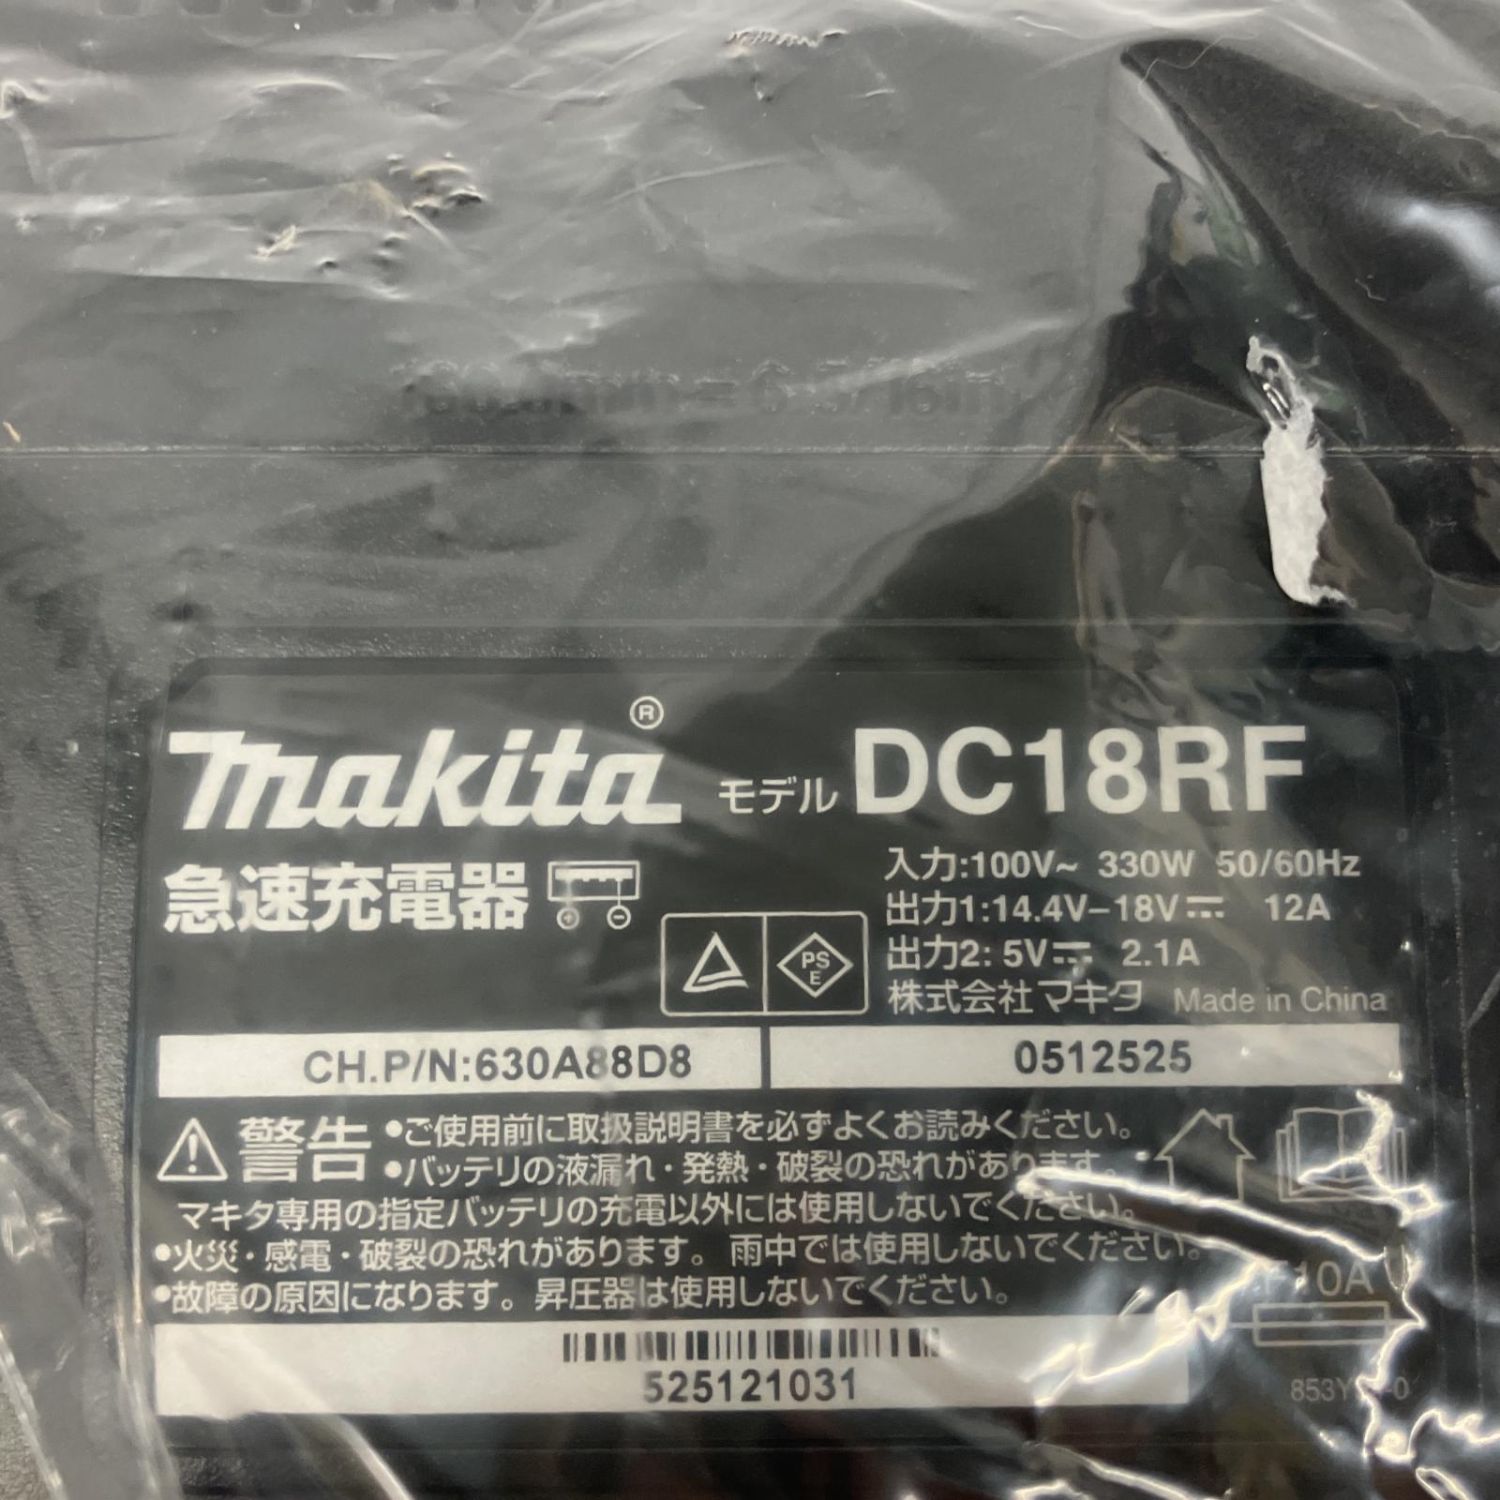 makita® モデル DC18RF
急速充電器
PS
E
入力:100V~ 330W 50/60Hz
出力1:14.4V–18V⎓ 12A
出力2: 5V⎓ 2.1A
株式会社マキタ Made in China
CH.P/N:630A88D8
0512525
警告 •ご使用前に取扱説明書を必ずよくお読みください。
•バッテリの液漏れ・発熱・破裂の恐れがあります。
マキタ専用の指定バッテリの充電以外には使用しないでください。
•火災・感電・破裂の恐れがあります。雨中では使用しないでください。
•故障の原因になります。昇圧器は使用しないでください。
F10A
525121031